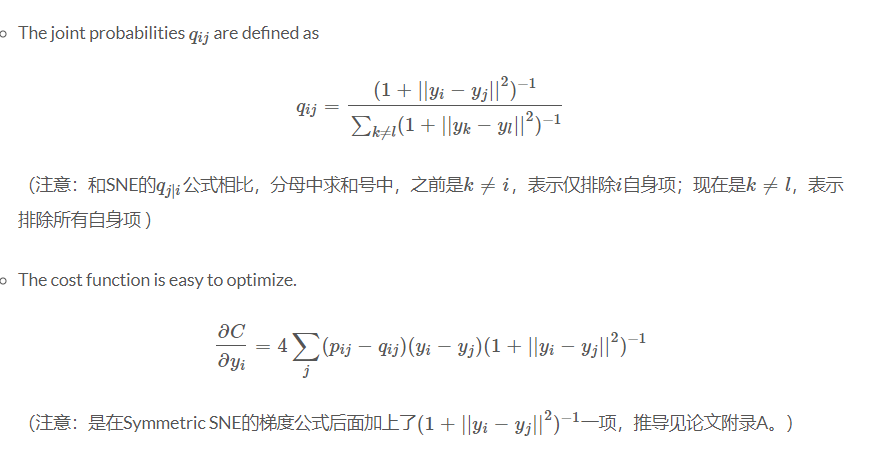 The joint probabilities $q_{ij}$ are defined as
$$q_{ij} = \frac{(1 + ||y_i - y_j||^2)^{-1}}{\sum_{k \neq l}(1 + ||y_k - y_l||^2)^{-1}}$$
（注意：和SNE的$q_{j|i}$公式相比，分母中求和号中，之前是$k \neq i$，表示仅排除$i$自身项；现在是$k \neq l$，表示
排除所有自身项 ）
The cost function is easy to optimize.
$$\frac{\partial C}{\partial y_i} = 4 \sum_j (p_{ij} - q_{ij})(y_i - y_j)(1 + ||y_i - y_j||^2)^{-1}$$
（注意：是在Symmetric SNE的梯度公式后面加上了$(1 + ||y_i - y_j||^2)^{-1}$一项，推导见论文附录A。）